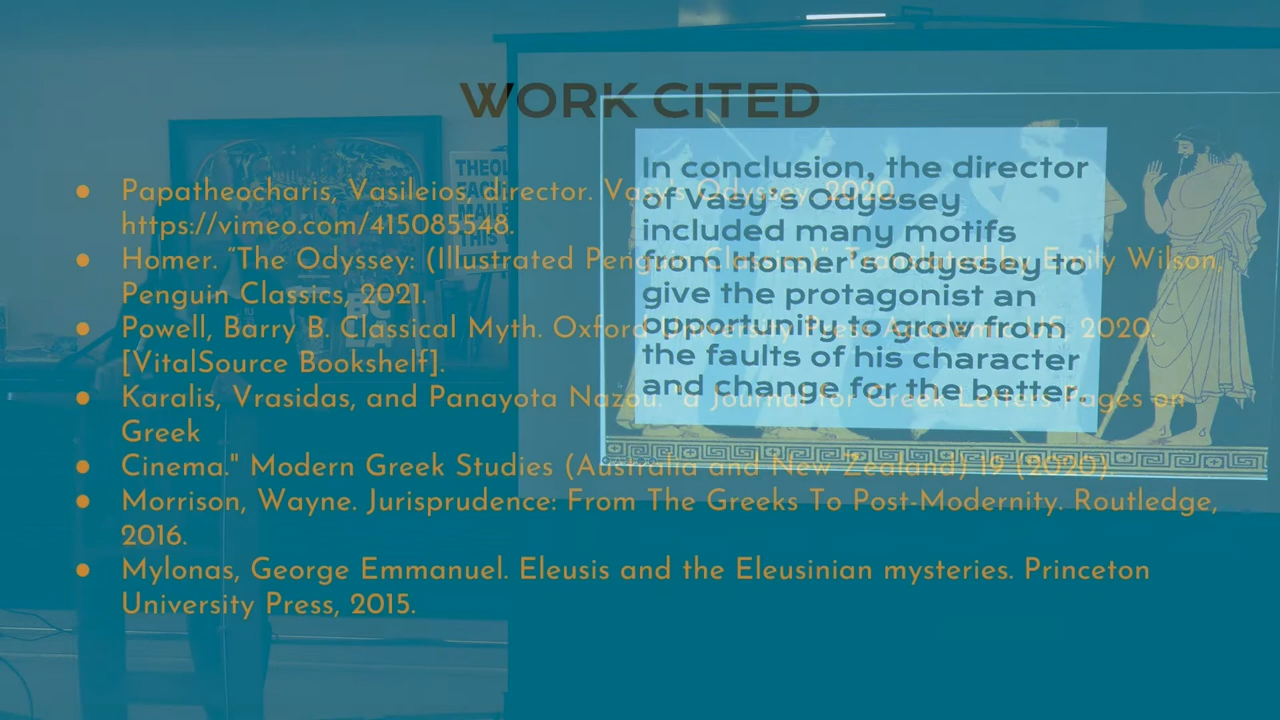 WORK CITED
● Papatheocharis, Vasileios, director. Vasy's Odyssey. 2020.
https://vimeo.com/415085548.
● Homer. “The Odyssey: (Illustrated Penguin Classics)” Translated by Emily Wilson,
Penguin Classics, 2021.
● Powell, Barry B. Classical Myth. Oxford University Press Academic US, 2020.
[VitalSource Bookshelf].
● Karalis, Vrasidas, and Panayota Nazou. "a Journal for Greek Letters Pages on
Greek
● Cinema." Modern Greek Studies (Australia and New Zealand) 19 (2020)
● Morrison, Wayne. Jurisprudence: From The Greeks To Post-Modernity. Routledge,
2016.
● Mylonas, George Emmanuel. Eleusis and the Eleusinian mysteries. Princeton
University Press, 2015.
In conclusion, the director
of Vasy's Odyssey
included many motifs
from Homer's Odyssey to
give the protagonist an
opportunity to grow from
the faults of his character
and change for the better.
THEOL
FAC
THIS